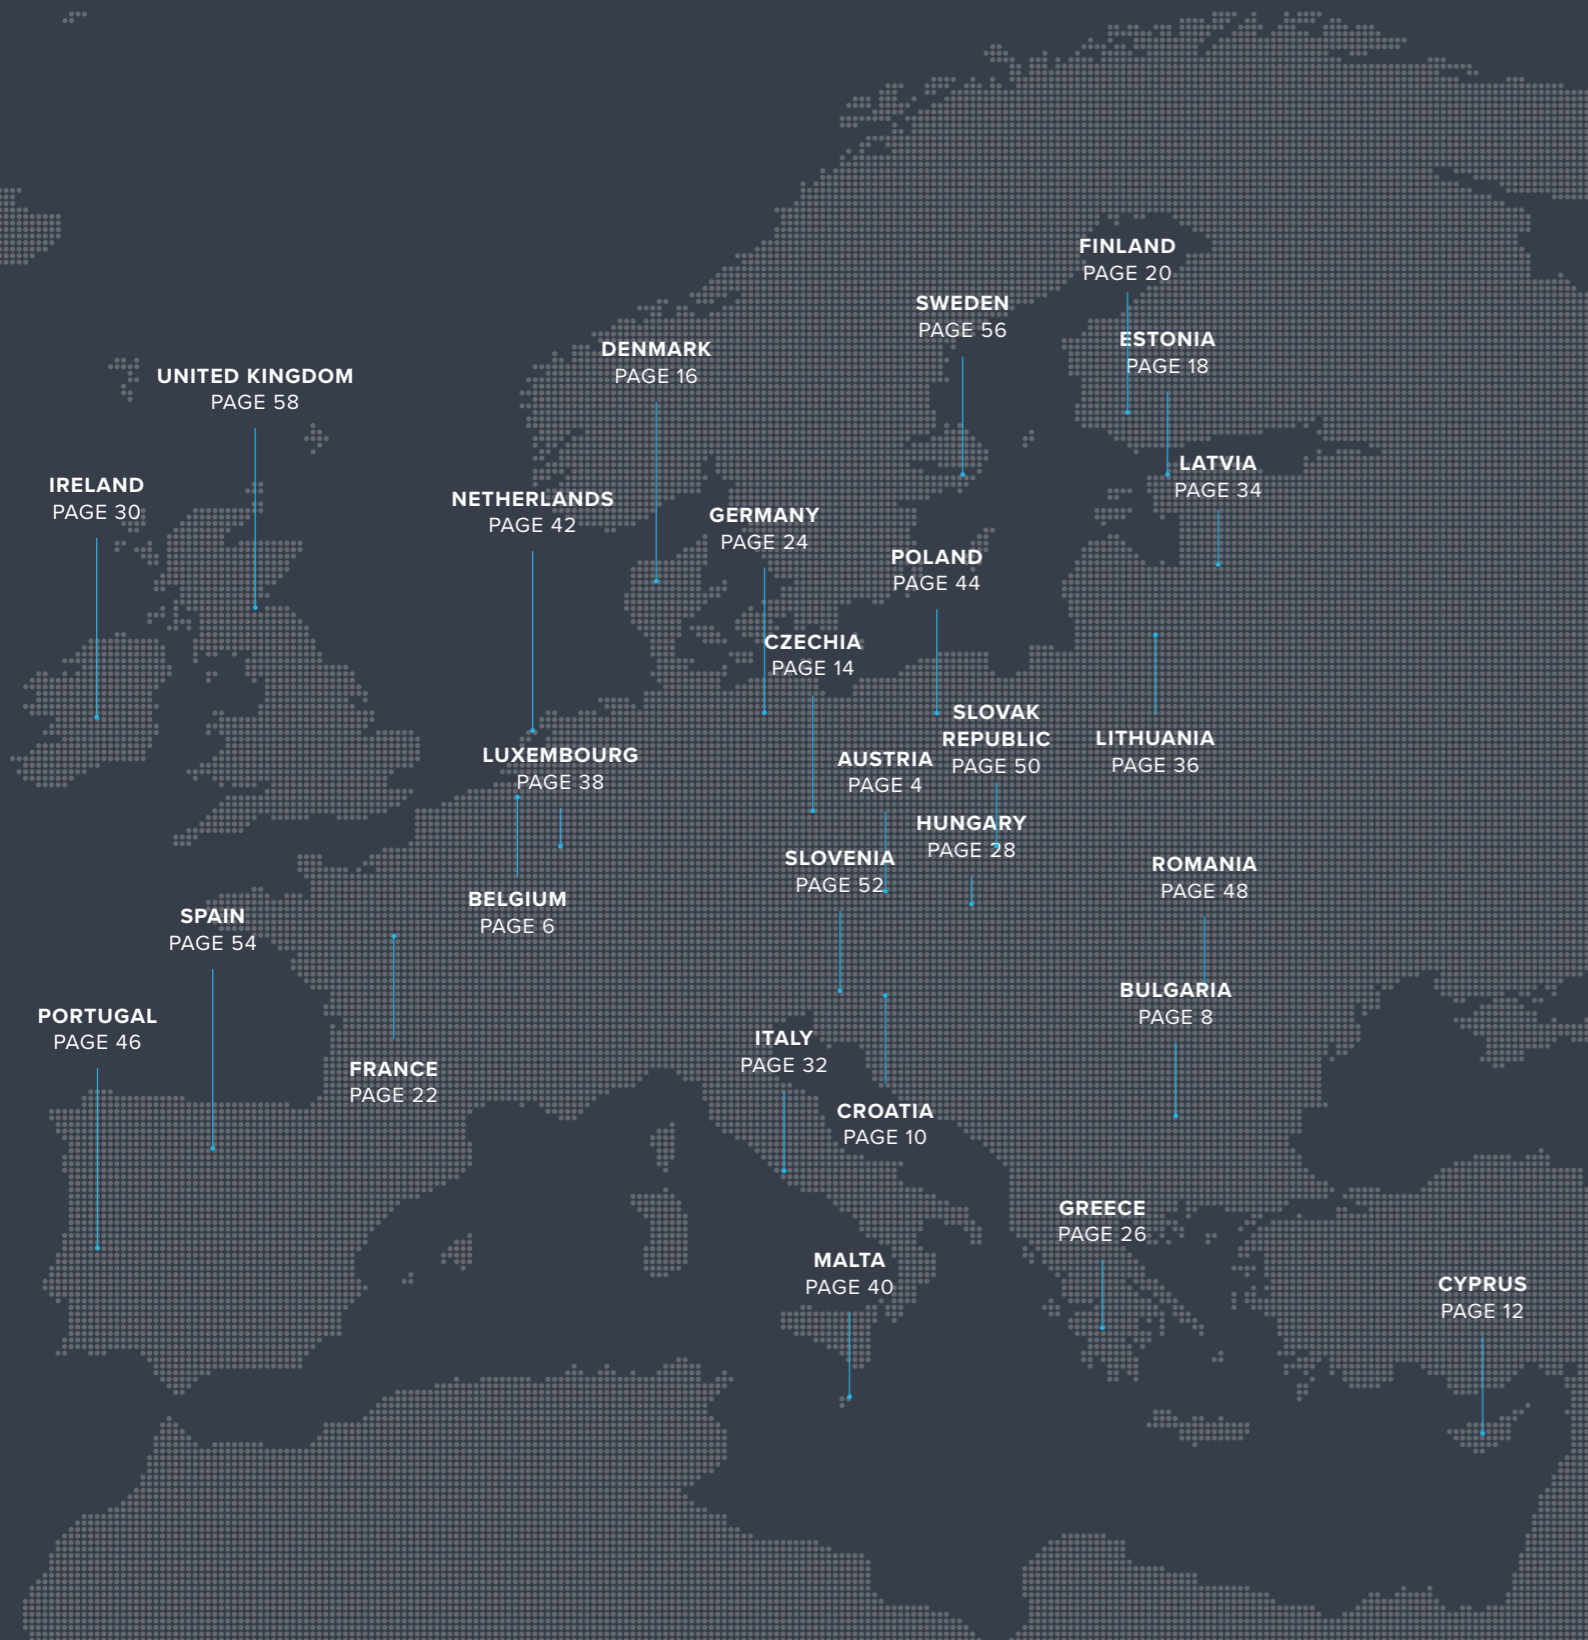 FINLAND
PAGE 20
SWEDEN
PAGE 56
ESTONIA
PAGE 18
DENMARK
PAGE 16
UNITED KINGDOM
PAGE 58
LATVIA
PAGE 34
IRELAND
PAGE 30
NETHERLANDS
PAGE 42
GERMANY
PAGE 24
POLAND
PAGE 44
CZECHIA
PAGE 14
SLOVAK
REPUBLIC
PAGE 50
LITHUANIA
PAGE 36
LUXEMBOURG
PAGE 38
AUSTRIA
PAGE 4
HUNGARY
PAGE 28
SLOVENIA
PAGE 52
ROMANIA
PAGE 48
BELGIUM
PAGE 6
SPAIN
PAGE 54
BULGARIA
PAGE 8
PORTUGAL
PAGE 46
ITALY
PAGE 32
FRANCE
PAGE 22
CROATIA
PAGE 10
GREECE
PAGE 26
MALTA
PAGE 40
CYPRUS
PAGE 12